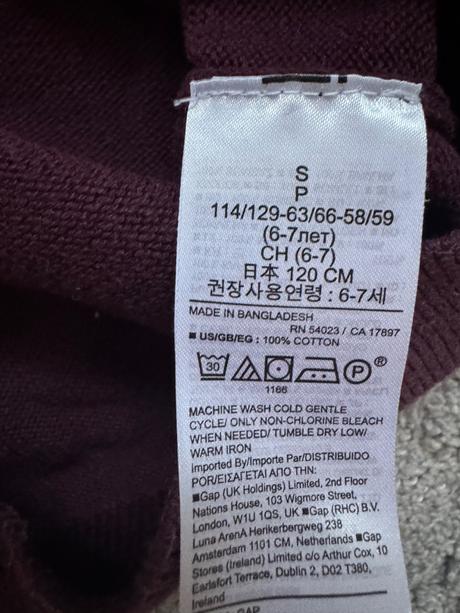 S
P
114/129-63/66-58/59
(6-7лет)
CH (6-7)
日本 120 CM
권장사용연령 : 6-7세
MADE IN BANGLADESH
RN 54023 / CA 17897
■ US/GB/EG : 100% COTTON
30 P ®
1166
MACHINE WASH COLD GENTLE
CYCLE/ ONLY NON-CHLORINE BLEACH
WHEN NEEDED/ TUMBLE DRY LOW/
WARM IRON
Imported By/Importe Par/DISTRIBUIDO
POR/ΕΙΣΑΓΕΤΑΙ ΑΠΟ ΤΗΝ:
■Gap (UK Holdings) Limited, 2nd Floor
Nations House, 103 Wigmore Street,
London, W1U 1QS, UK ■Gap (RHC) B.V.
Luna ArenA Herikerbergweg 238
Amsterdam 1101 CM, Netherlands ■Gap
Stores (Ireland) Limited c/o Arthur Cox, 10
Earlsfort Terrace, Dublin 2, D02 T380,
Ireland
GAP